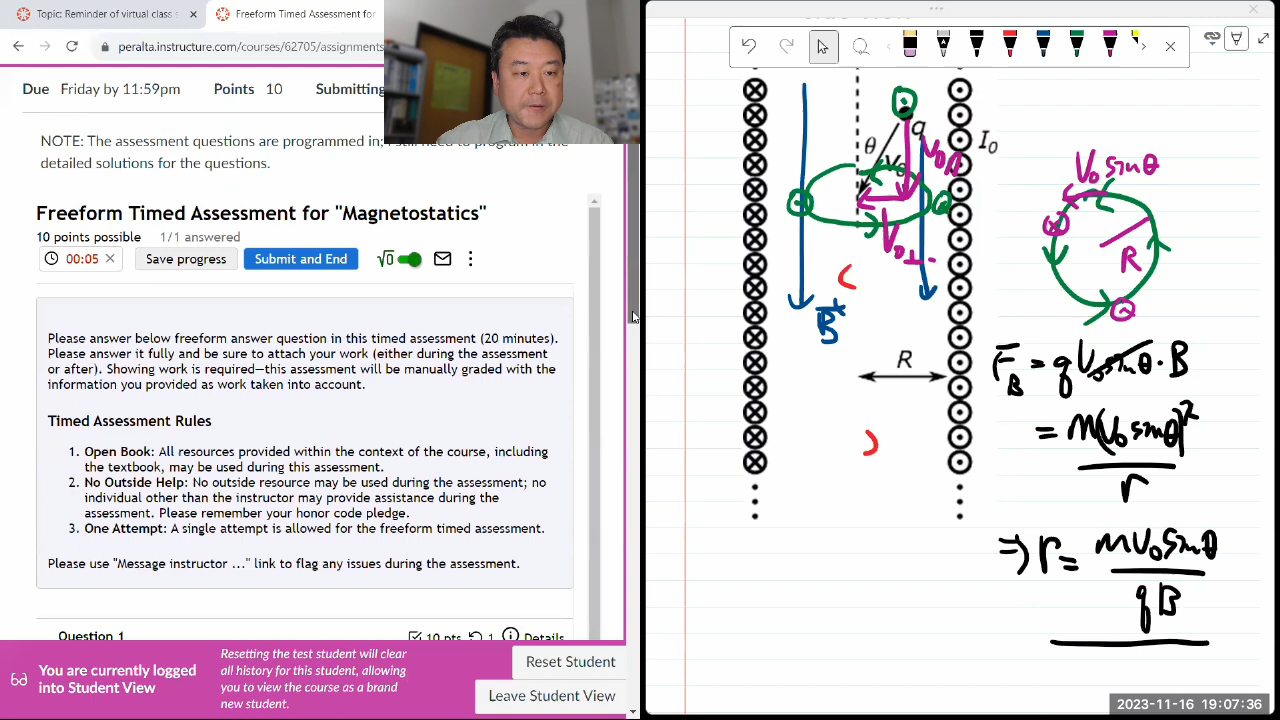 Topic: Reminder of virtual class s
Freeform Timed Assessment for
peralta.instructure.com/courses/62705/assignments
Due Friday by 11:59pm Points 10 Submitting
NOTE: The assessment questions are programmed in; I still need to program in the
detailed solutions for the questions.
Freeform Timed Assessment for "Magnetostatics"
10 points possible
answered
00:05
Save progress
Submit and End
√0
Please answer below freeform answer question in this timed assessment (20 minutes).
Please answer it fully and be sure to attach your work (either during the assessment
or after). Showing work is required—this assessment will be manually graded with the
information you provided as work taken into account.
Timed Assessment Rules
1. Open Book: All resources provided within the context of the course, including
the textbook, may be used during this assessment.
2. No Outside Help: No outside resource may be used during the assessment; no
individual other than the instructor may provide assistance during the
assessment. Please remember your honor code pledge.
3. One Attempt: A single attempt is allowed for the freeform timed assessment.
Please use "Message instructor ..." link to flag any issues during the assessment.
Question 1
10 pts 1 Details
You are currently logged
into Student View
Resetting the test student will clear
all history for this student, allowing
you to view the course as a brand
new student.
Reset Student
Leave Student View
q
θ
I₀
V₀⊥
B
R
V₀ sinθ
R
F_B = qV₀sinθ · B
= m(V₀ sinθ)²
r
⇒ r = mV₀sinθ
qB
2023-11-16 19:07:36